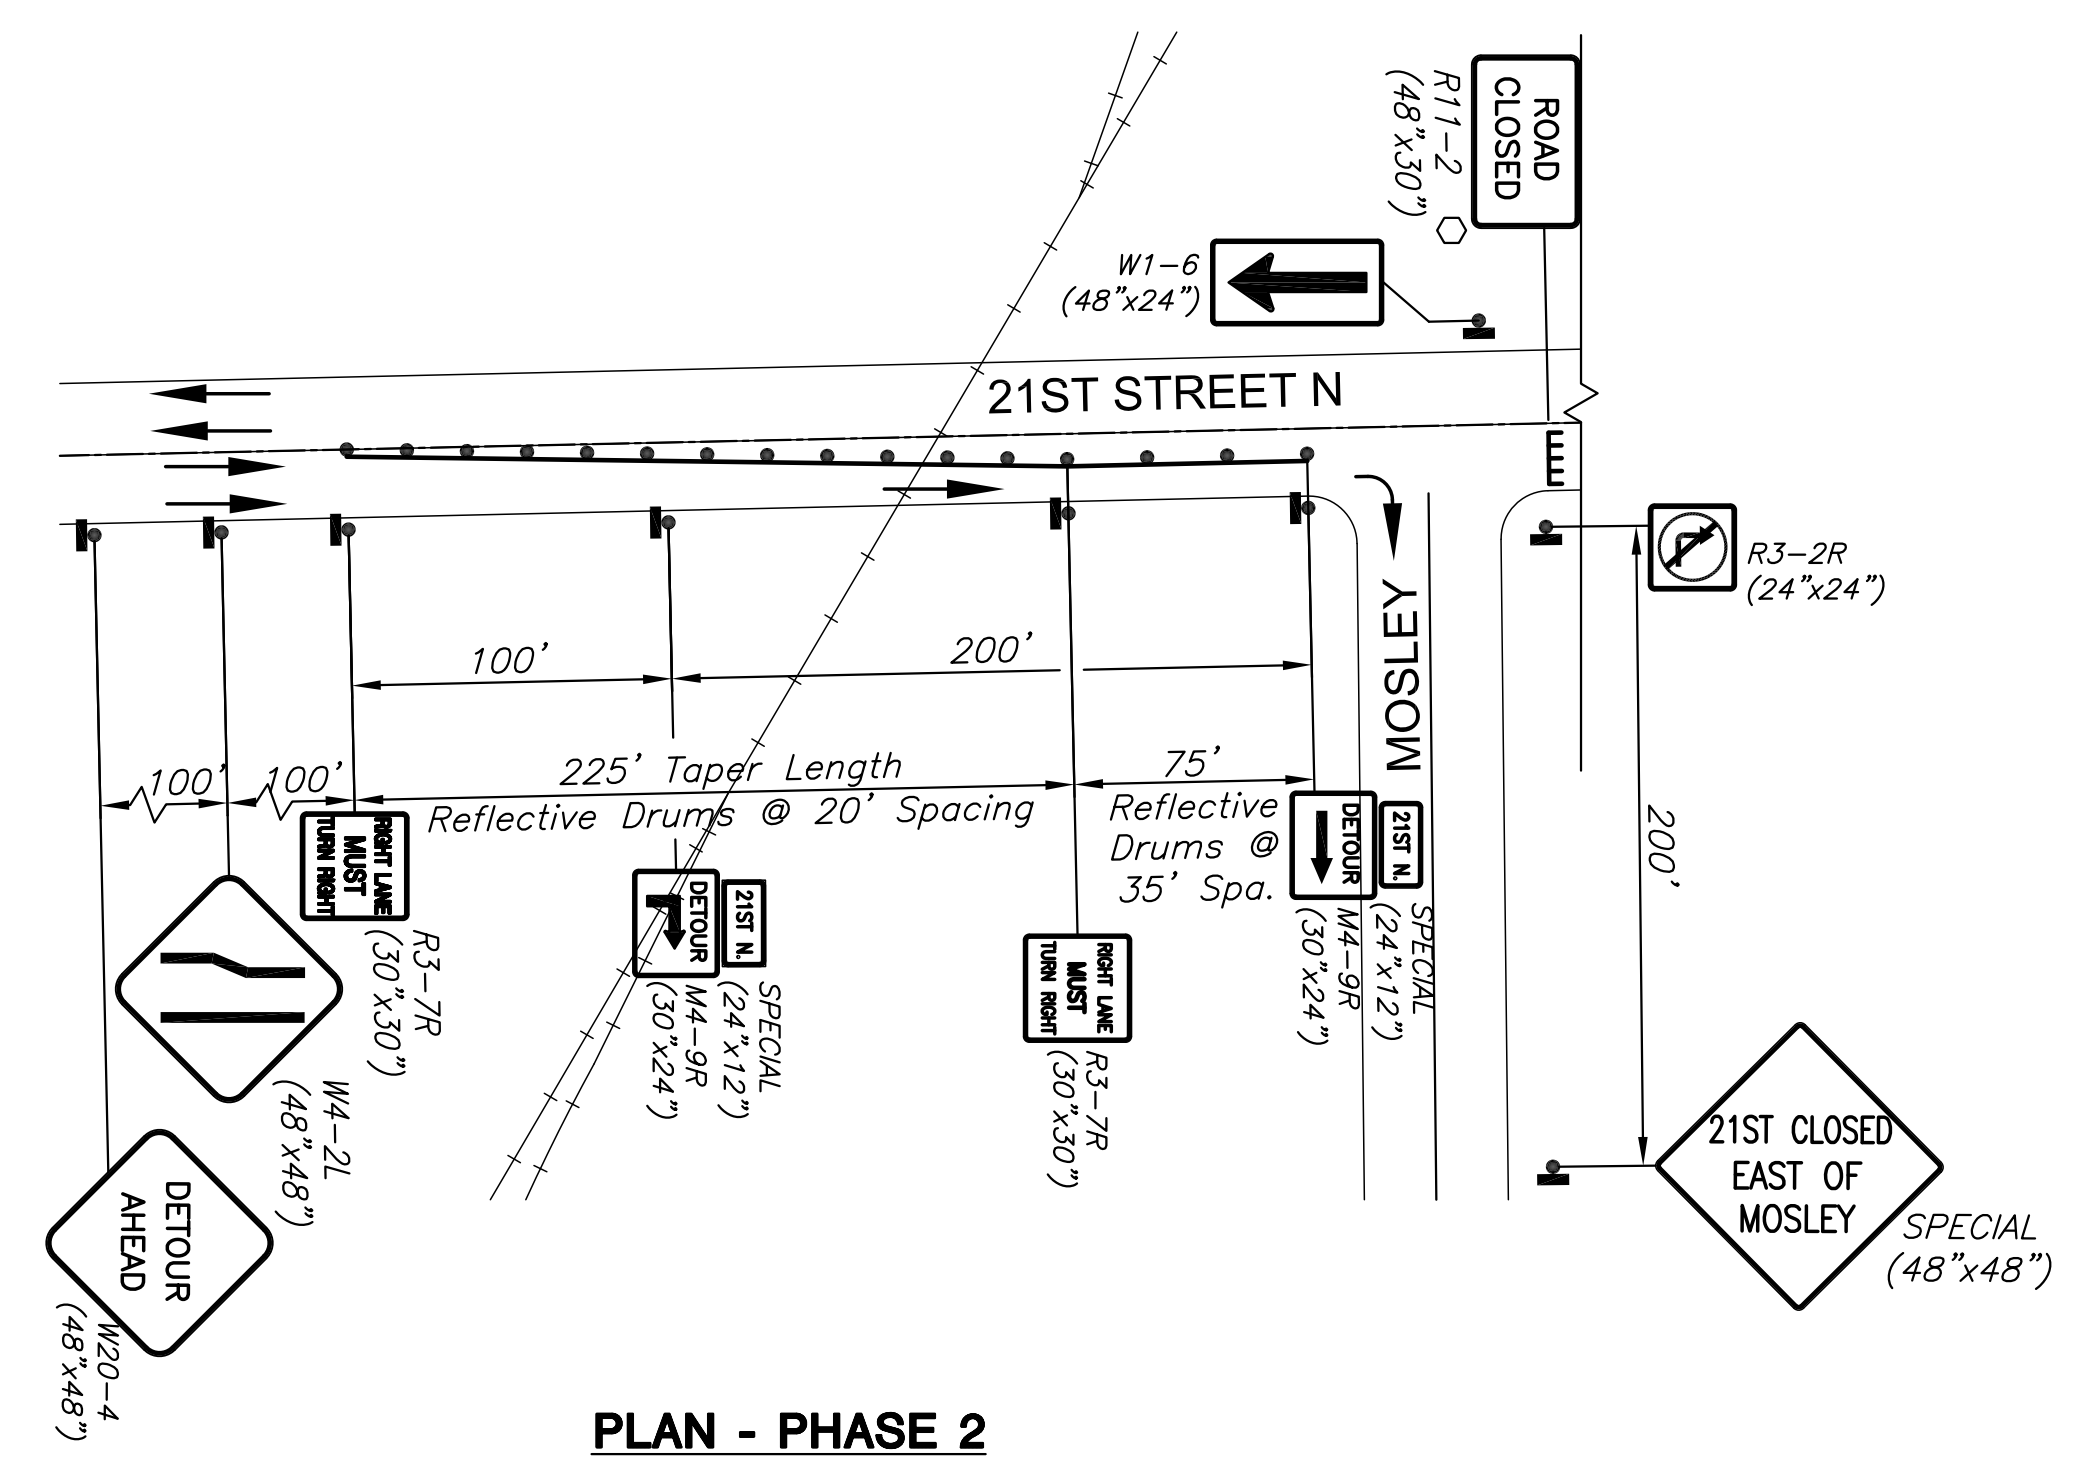 ROAD
CLOSED
R11-2
(48"x30")
W1-6
(48"x24")
21ST STREET N
R3-2R
(24"x24")
MOSLEY
100'
200'
100'
100'
225' Taper Length
Reflective Drums @ 20' Spacing
75'
Reflective
Drums @
35' Spa.
200'
RIGHT LANE
MUST
TURN RIGHT
R3-7R
(30"x30")
21ST N.
DETOUR
SPECIAL
(24"x12")
M4-9R
(30"x24")
RIGHT LANE
MUST
TURN RIGHT
R3-7R
(30"x30")
21ST N.
DETOUR
SPECIAL
(24"x12")
M4-9R
(30"x24")
W4-2L
(48"x48")
DETOUR
AHEAD
W20-4
(48"x48")
21ST CLOSED
EAST OF
MOSLEY
SPECIAL
(48"x48")
PLAN - PHASE 2